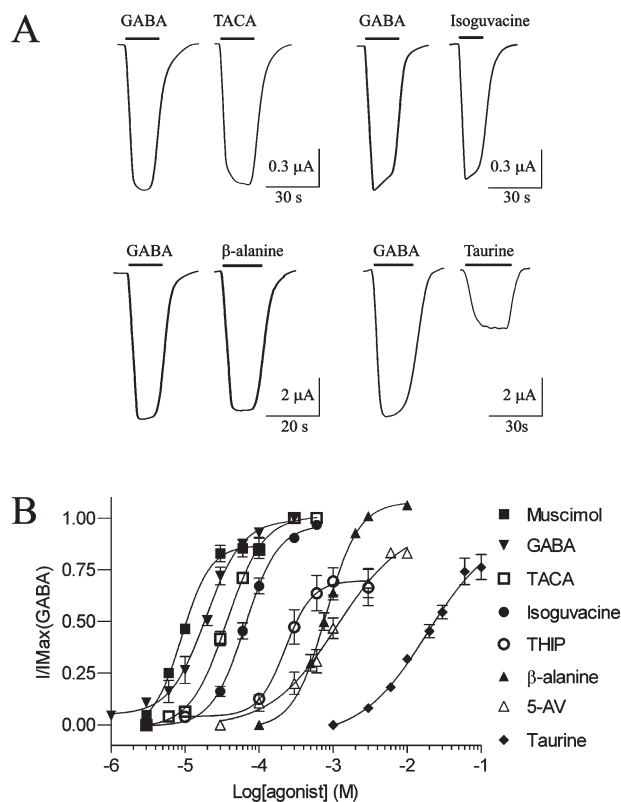 A
GABA TACA GABA Isoguvacine
0.3 µA 0.3 µA
30 s 30 s
GABA β-alanine GABA Taurine
2 µA 2 µA
20 s 30s
B
I/IMax(GABA)
1.00
0.75
0.50
0.25
0.00
-6 -5 -4 -3 -2 -1
Log[agonist] (M)
Muscimol
GABA
TACA
Isoguvacine
THIP
β-alanine
5-AV
Taurine